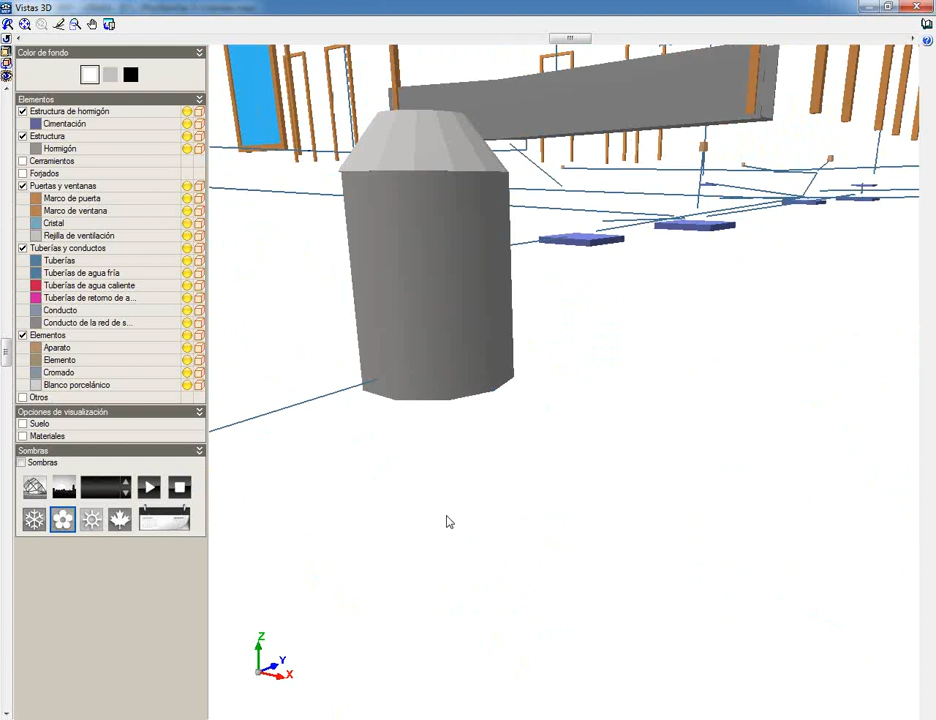 Vistas 3D
Color de fondo
Elementos
Estructura de hormigón
Cimentación
Estructura
Hormigón
Cerramientos
Forjados
Puertas y ventanas
Marco de puerta
Marco de ventana
Cristal
Rejilla de ventilación
Tuberías y conductos
Tuberías
Tuberías de agua fría
Tuberías de agua caliente
Tuberías de retorno de a...
Conducto
Conducto de la red de s...
Elementos
Aparato
Elemento
Cromado
Blanco porcelánico
Otros
Opciones de visualización
Suelo
Materiales
Sombras
Sombras
Z
Y
X